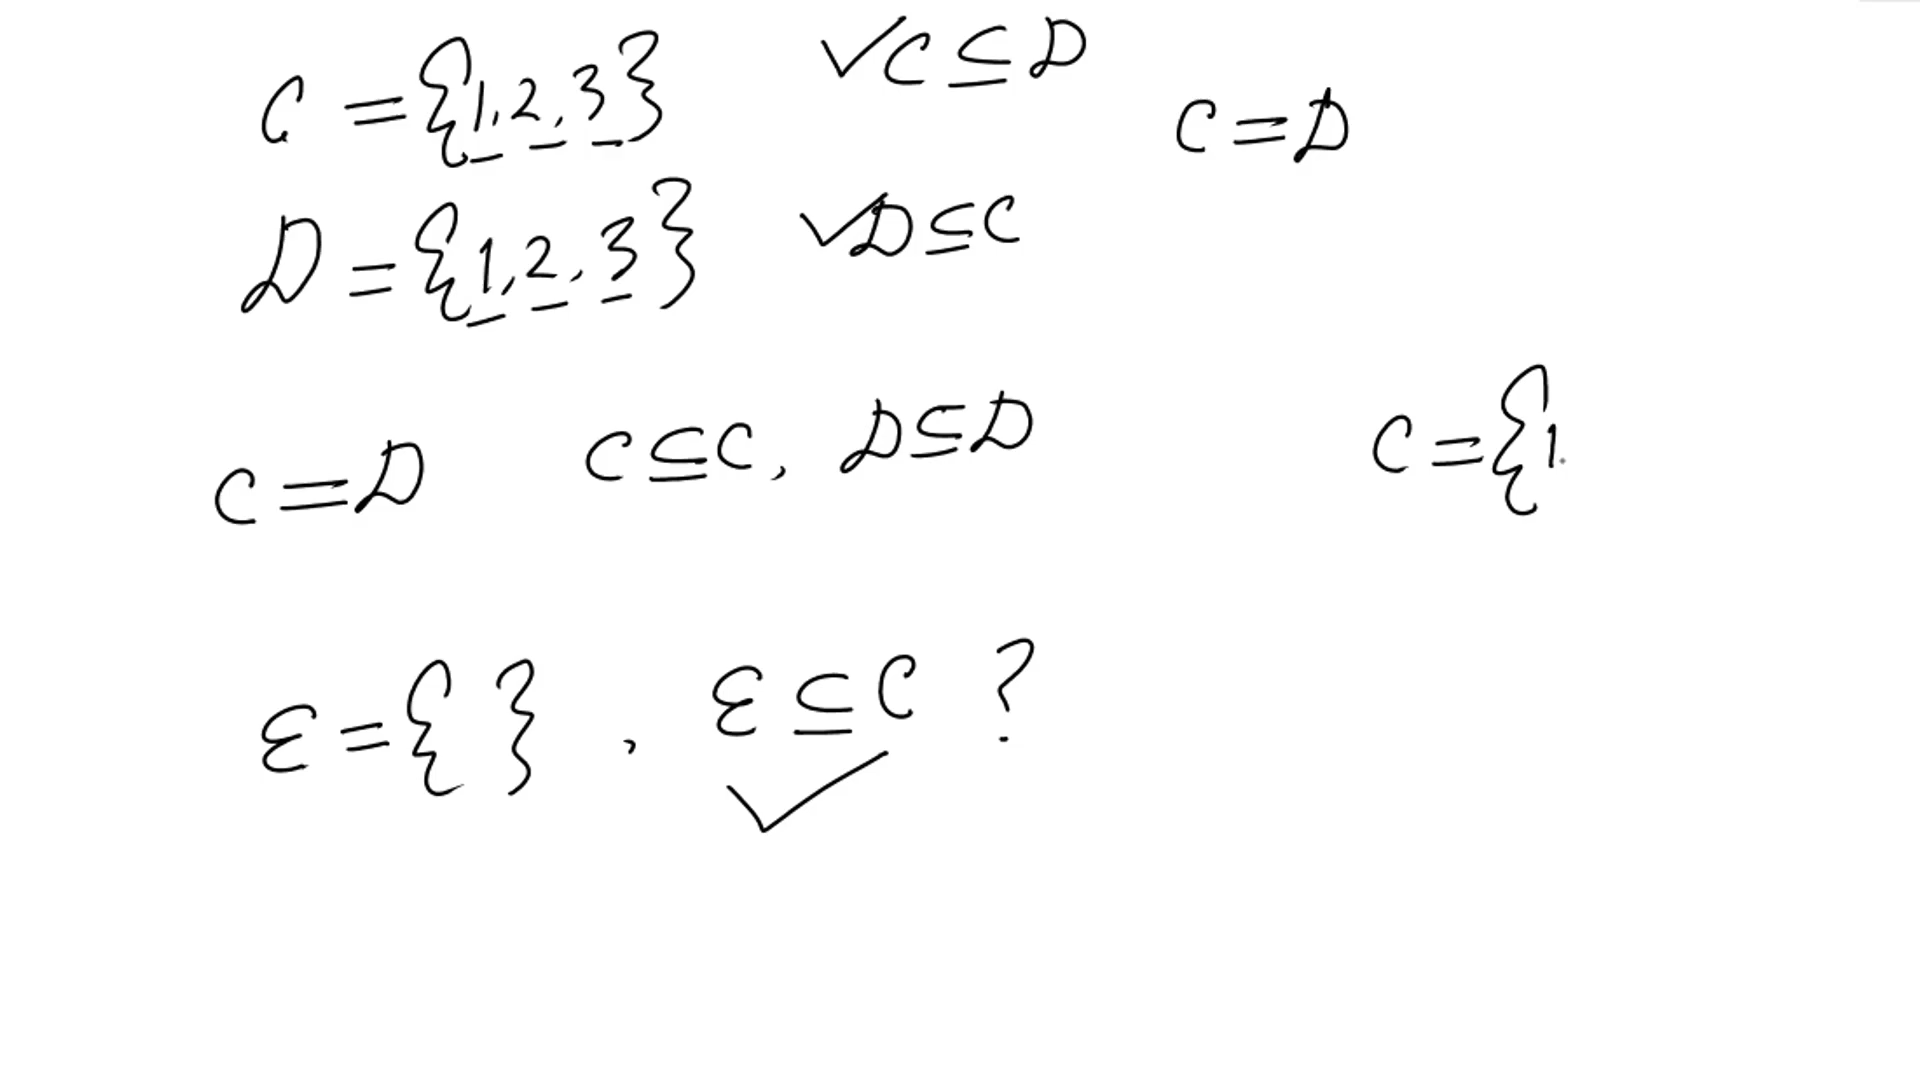 C = {1, 2, 3} ✓ C ⊆ D
C = D
D = {1, 2, 3} ✓ D ⊆ C
C = D C ⊆ C, D ⊆ D
C = {1.
ℰ = { } , ℰ ⊆ C ?
✓